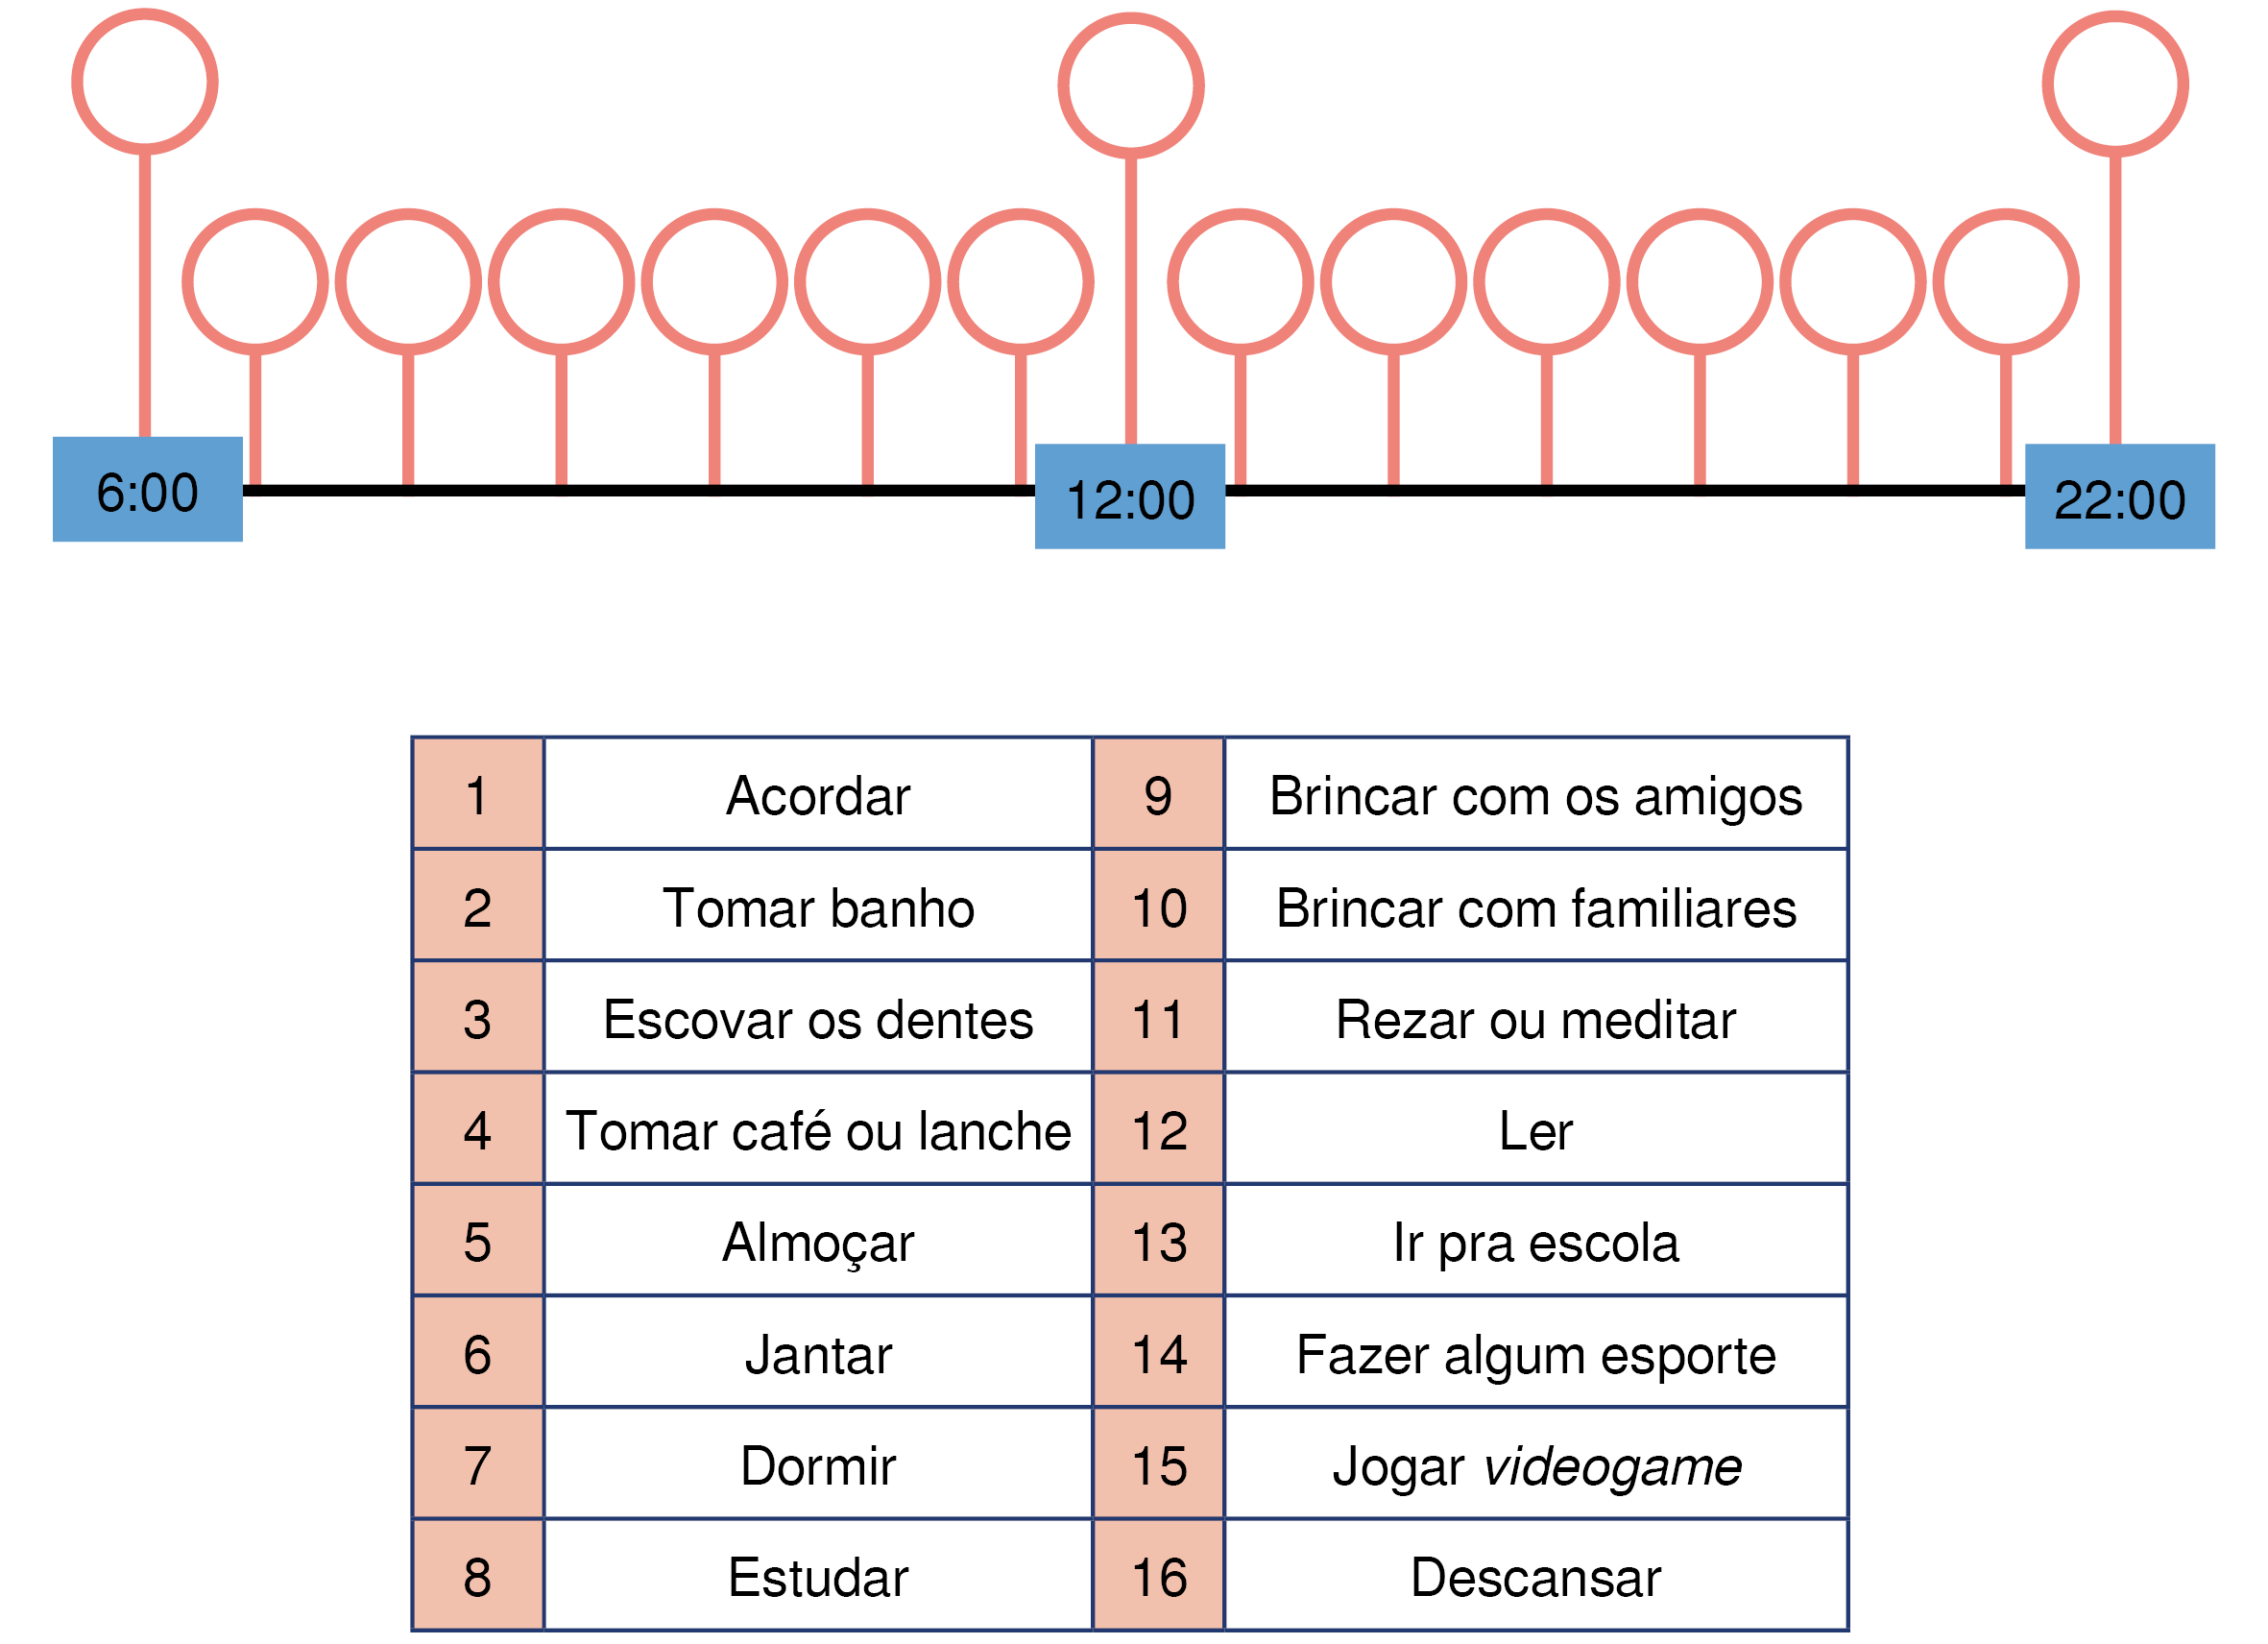 6:00 12:00 22:00
1 Acordar 9 Brincar com os amigos
2 Tomar banho 10 Brincar com familiares
3 Escovar os dentes 11 Rezar ou meditar
4 Tomar café ou lanche 12 Ler
5 Almoçar 13 Ir pra escola
6 Jantar 14 Fazer algum esporte
7 Dormir 15 Jogar videogame
8 Estudar 16 Descansar